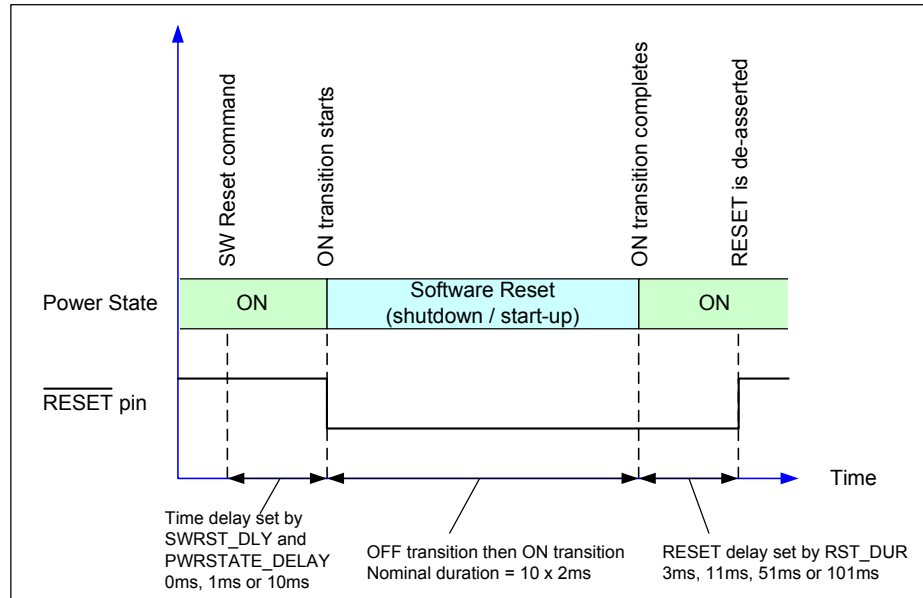 SW Reset command
ON transition starts
ON transition completes
RESET is de-asserted
Power State
ON
Software Reset
(shutdown / start-up)
ON
RESET pin
Time
Time delay set by
SWRST_DLY and
PWRSTATE_DELAY
0ms, 1ms or 10ms
OFF transition then ON transition
Nominal duration = 10 x 2ms
RESET delay set by RST_DUR
3ms, 11ms, 51ms or 101ms